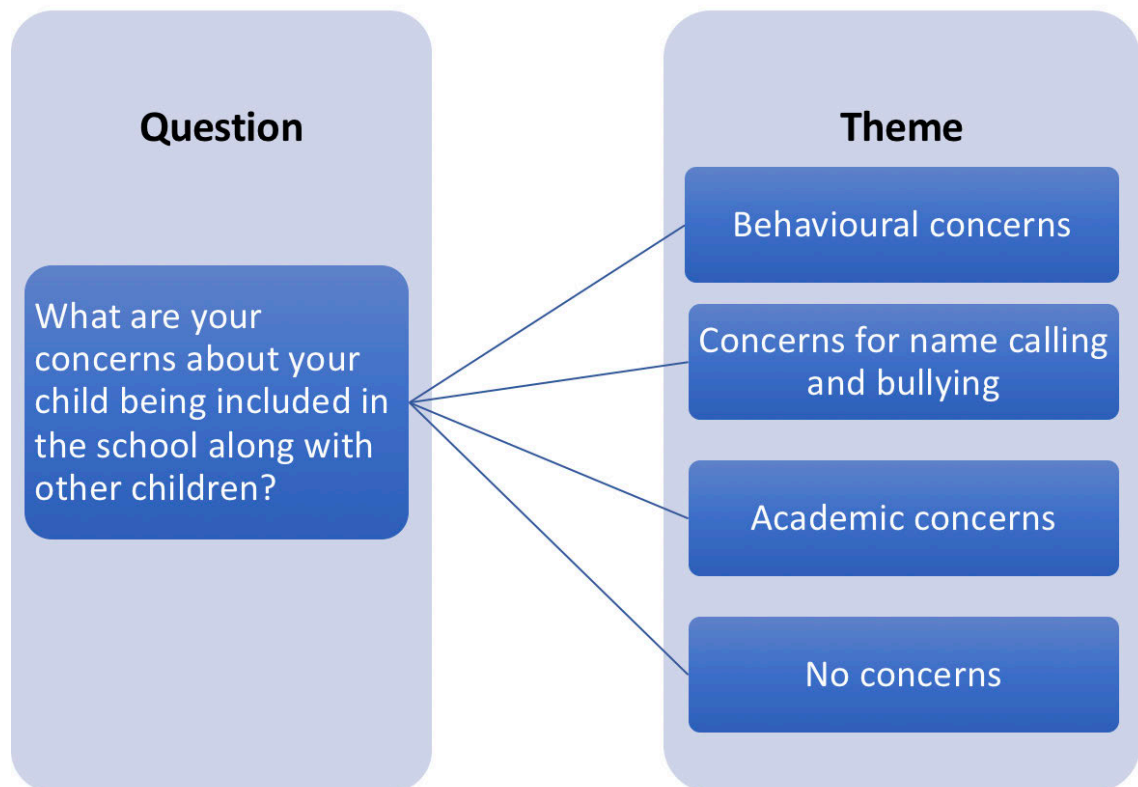 Question
What are your
concerns about your
child being included in
the school along with
other children?
Theme
Behavioural concerns
Concerns for name calling
and bullying
Academic concerns
No concerns